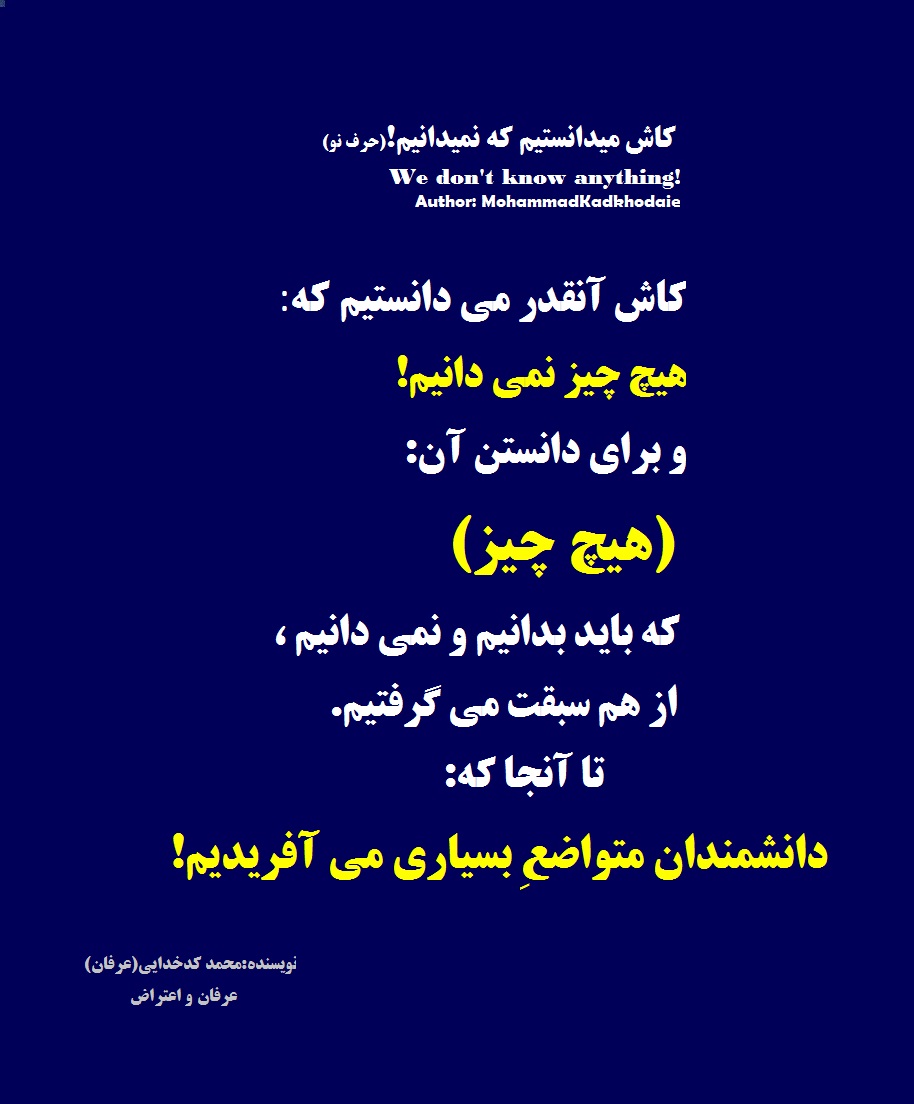 کاش میدانستیم که نمیدانیم!(حرف نو)
We don't know anything!
Author: MohammadKadkhodaie
کاش آنقدر می دانستیم که:
هیچ چیز نمی دانیم!
و برای دانستن آن:
(هیچ چیز)
که باید بدانیم و نمی دانیم ،
از هم سبقت می گرفتیم.
تا آنجا که:
دانشمندان متواضعِ بسیاری می آفریدیم!
نویسنده:محمد کدخدایی(عرفان)
عرفان و اعتراض